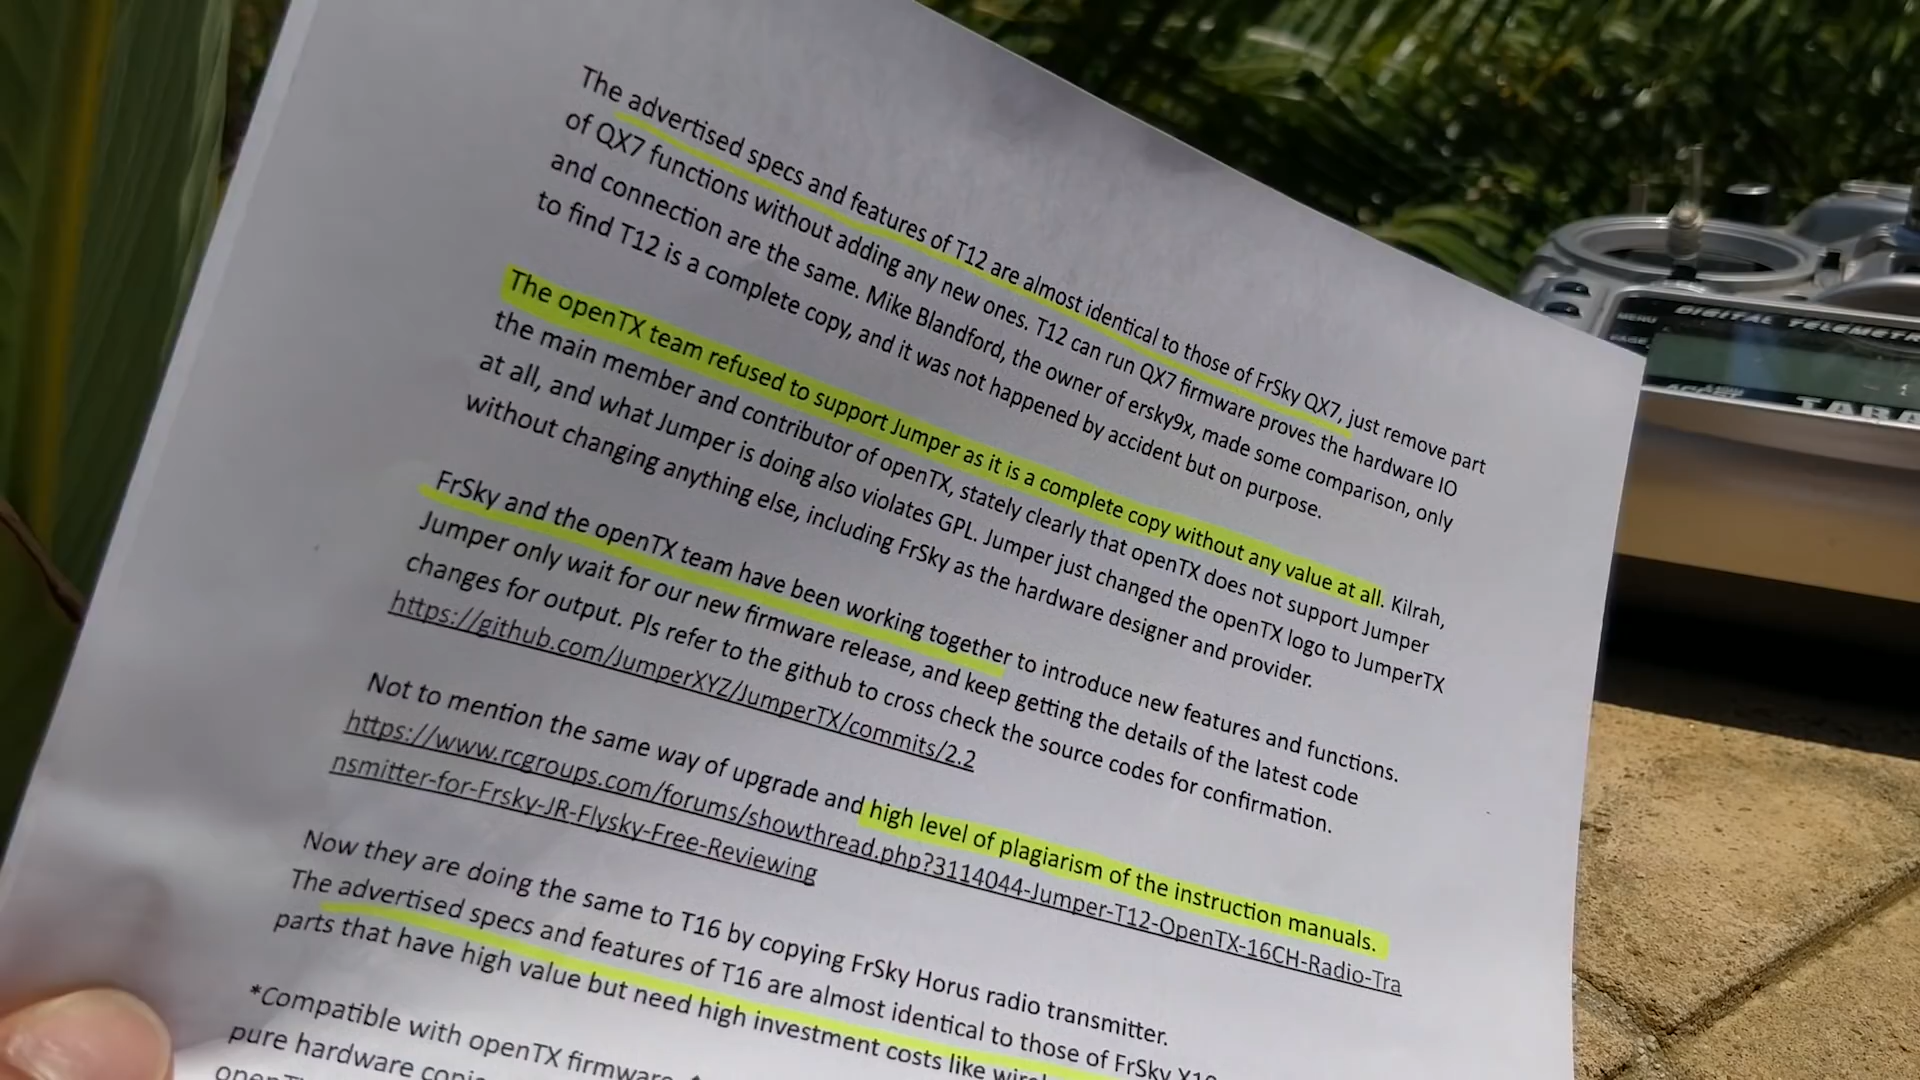 The advertised specs and features of T12 are almost identical to those of FrSky QX7, just remove part
of QX7 functions without adding any new ones. T12 can run QX7 firmware proves the hardware IO
and connection are the same. Mike Blandford, the owner of ersky9x, made some comparison, only
to find T12 is a complete copy, and it was not happened by accident but on purpose.
The openTX team refused to support Jumper as it is a complete copy without any value at all. Kilrah,
the main member and contributor of openTX, stately clearly that openTX does not support Jumper
at all, and what Jumper is doing also violates GPL. Jumper just changed the openTX logo to JumperTX
without changing anything else, including FrSky as the hardware designer and provider.
FrSky and the openTX team have been working together to introduce new features and functions.
Jumper only wait for our new firmware release, and keep getting the details of the latest code
changes for output. Pls refer to the github to cross check the source codes for confirmation.
https://github.com/JumperXYZ/JumperTX/commits/2.2
Not to mention the same way of upgrade and high level of plagiarism of the instruction manuals.
https://www.rcgroups.com/forums/showthread.php?3114044-Jumper-T12-OpenTX-16CH-Radio-Tra
nsmitter-for-Frsky-JR-Flysky-Free-Reviewing
Now they are doing the same to T16 by copying FrSky Horus radio transmitter.
The advertised specs and features of T16 are almost identical to those of FrSky
parts that have high value but need high investment costs like
*Compatible with openTX firmware
pure hardware
DIGITAL TELEMETR
MENU
PAGE
TARA